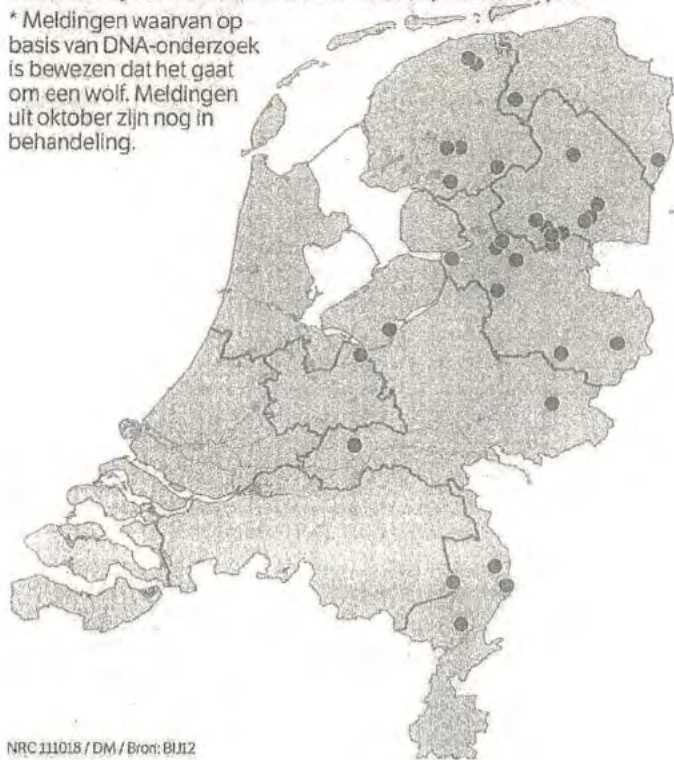 * Meldingen waarvan op
basis van DNA-onderzoek
is bewezen dat het gaat
om een wolf. Meldingen
uit oktober zijn nog in
behandeling.
NRC 111018 / DM / Bron: BIJ12